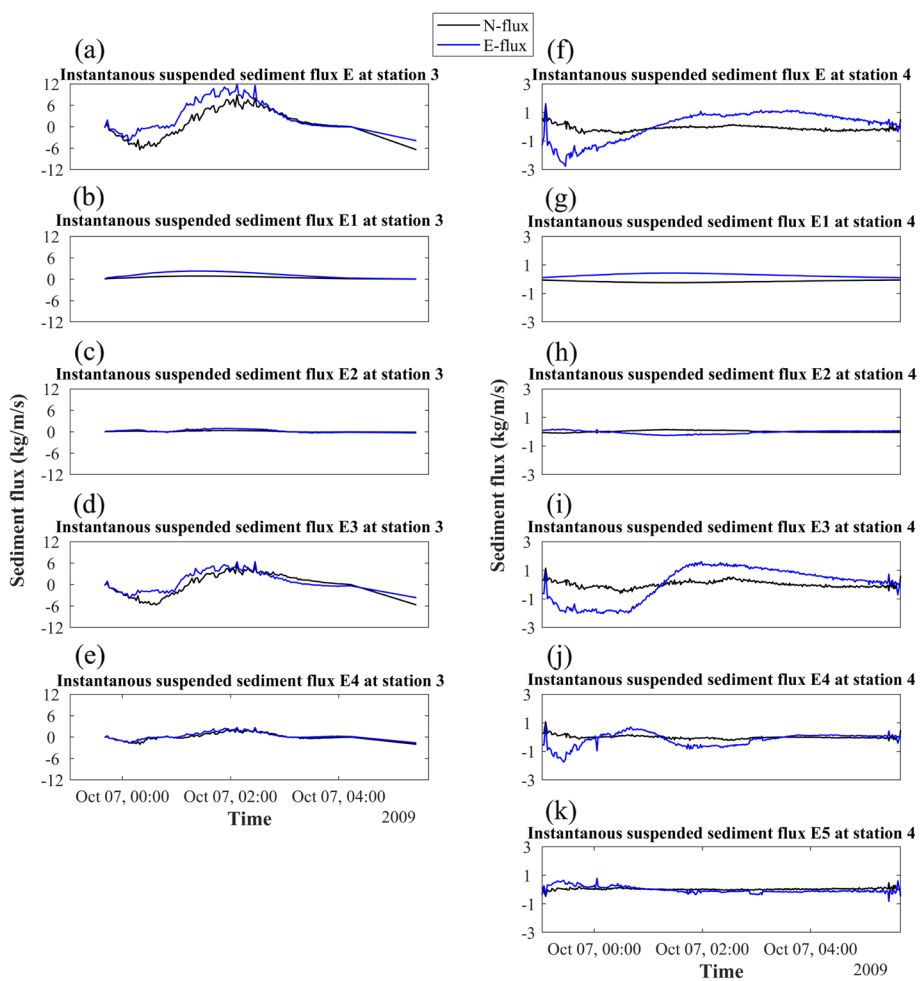 N-flux
E-flux
(a)
Instantanous suspended sediment flux E at station 3
12
6
0
-6
-12
(b)
Instantanous suspended sediment flux E1 at station 3
12
6
0
-6
-12
(c)
Instantanous suspended sediment flux E2 at station 3
12
6
0
-6
-12
(d)
Instantanous suspended sediment flux E3 at station 3
12
6
0
-6
-12
(e)
Instantanous suspended sediment flux E4 at station 3
12
6
0
-6
-12
Oct 07, 00:00 Oct 07, 02:00 Oct 07, 04:00
Time
2009
Sediment flux (kg/m/s)
(f)
Instantanous suspended sediment flux E at station 4
3
1
-1
-3
(g)
Instantanous suspended sediment flux E1 at station 4
3
1
-1
-3
(h)
Instantanous suspended sediment flux E2 at station 4
3
1
-1
-3
(i)
Instantanous suspended sediment flux E3 at station 4
3
1
-1
-3
(j)
Instantanous suspended sediment flux E4 at station 4
3
1
-1
-3
(k)
Instantanous suspended sediment flux E5 at station 4
3
1
-1
-3
Oct 07, 00:00 Oct 07, 02:00 Oct 07, 04:00
Time
2009
Sediment flux (kg/m/s)